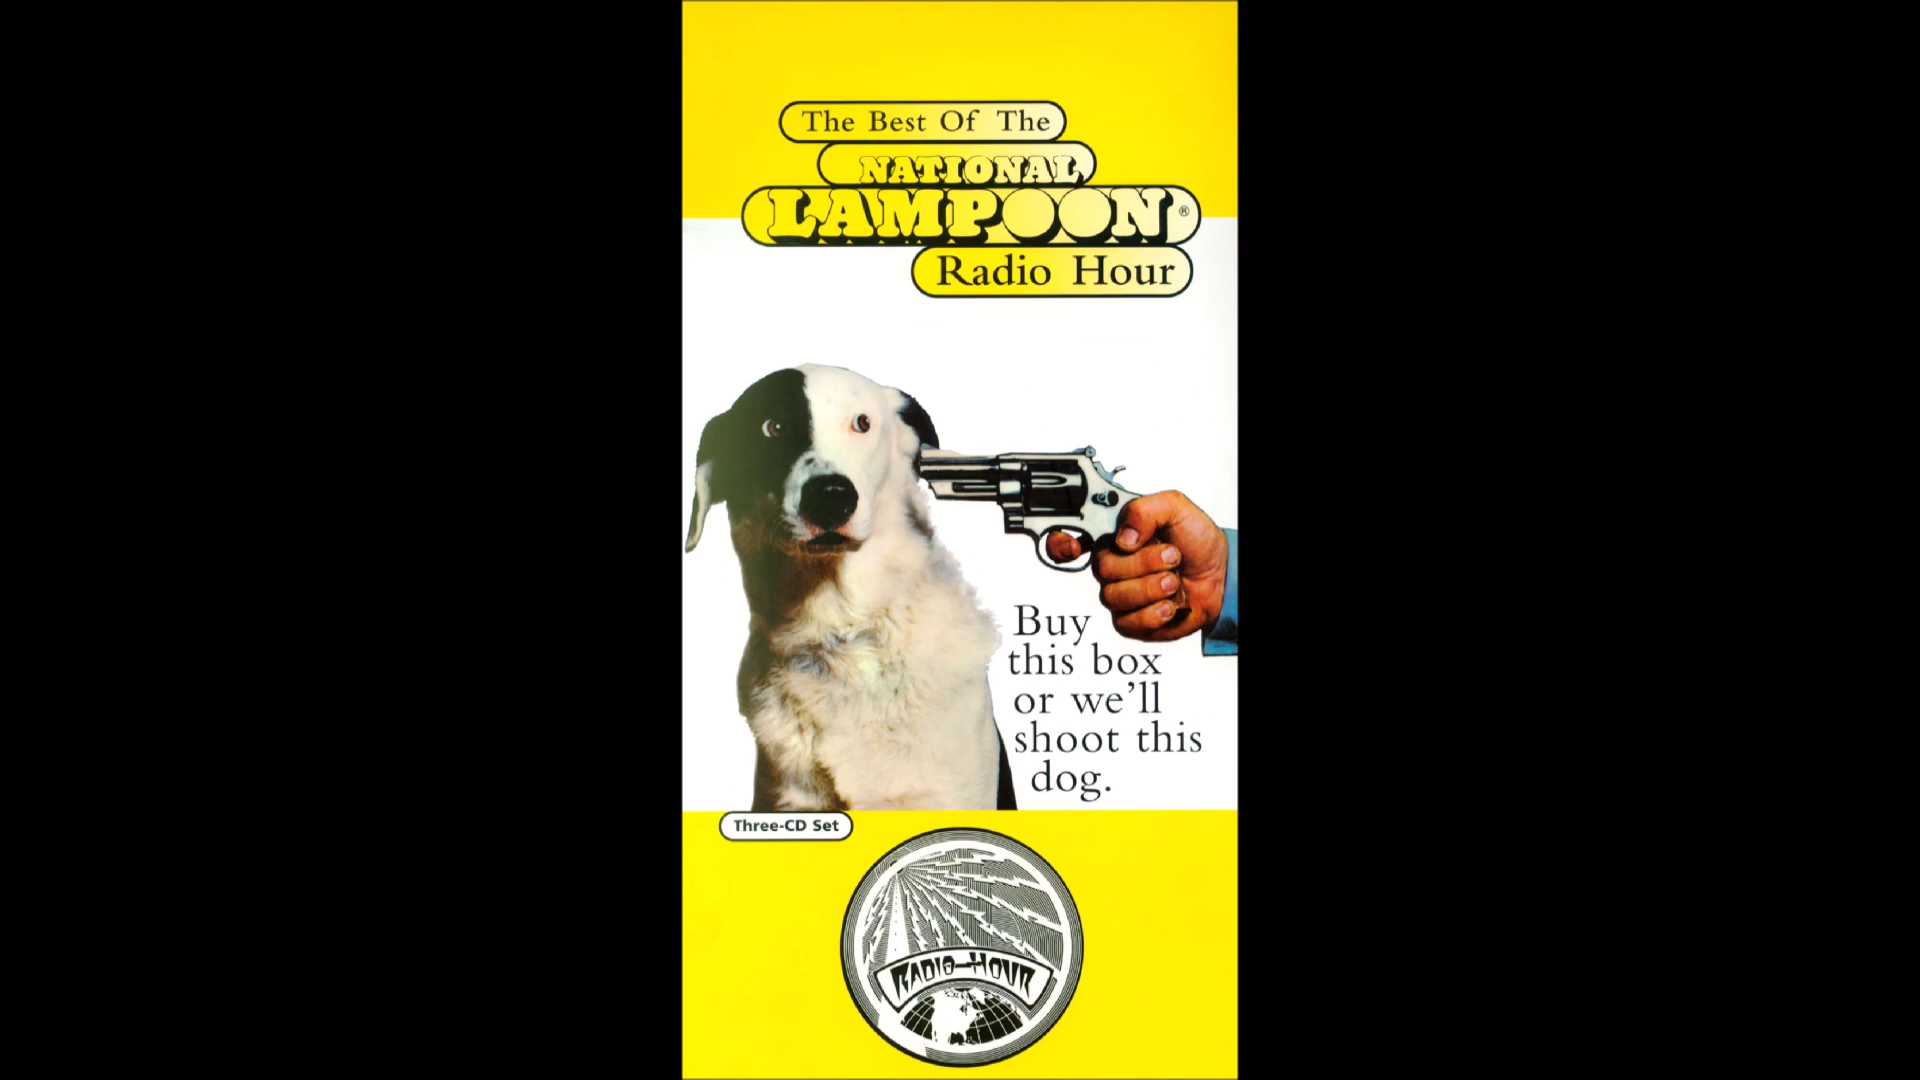 The Best Of The
NATIONAL
LAMPOON®
Radio Hour
Buy
this box
or we'll
shoot this
dog.
Three-CD Set
RADIO-HOUR